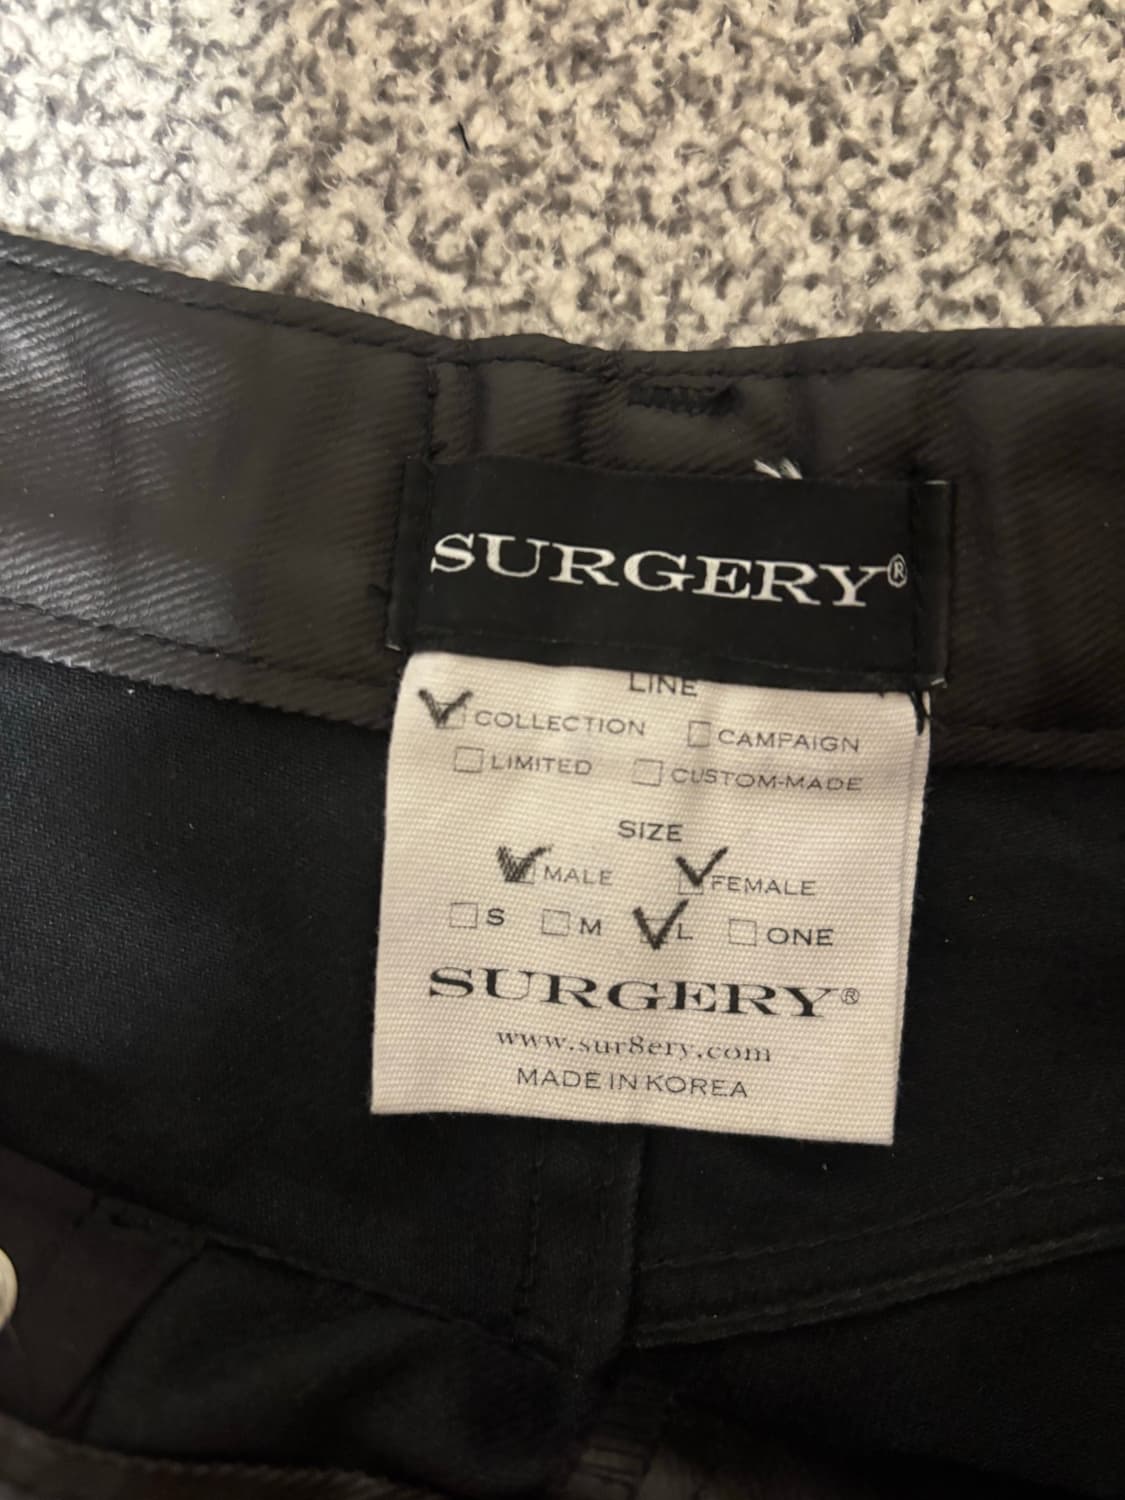 SURGERY®
LINE
COLLECTION CAMPAIGN
LIMITED CUSTOM-MADE
SIZE
MALE FEMALE
S M L ONE
SURGERY®
www.sur8ery.com
MADE IN KOREA